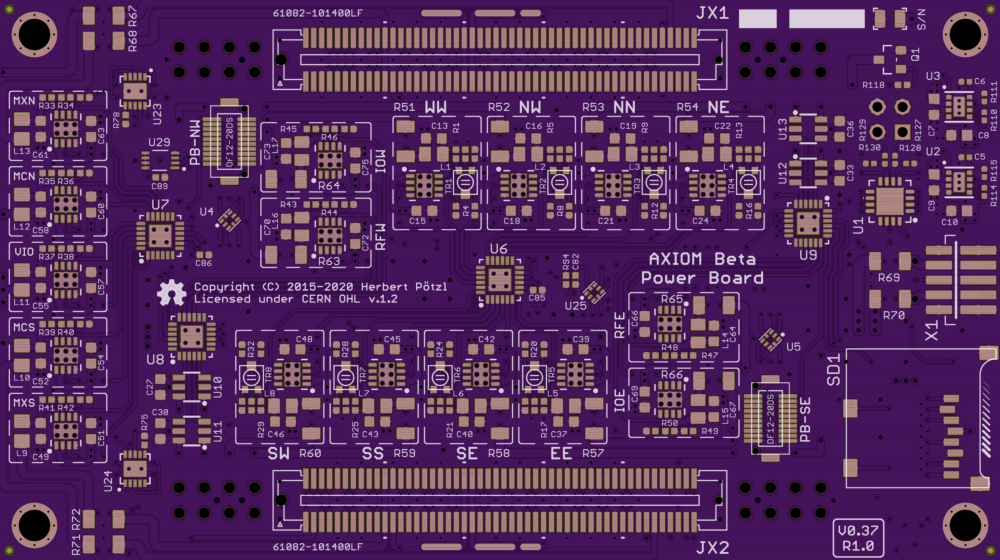 61082-101400LF
JX1
S/N
R67
R68
Q1
R118
U3
C6
R111
R110
C7
C8
R51 WW
R52 NW
R53 NN
R54 NE
MXN
R33 R34
C63
L13 C61
U23
R78
PB-NW
DF12-20DS
R45
R46
C73
L17
C75
IOW
R64
C13 R1
L1
TR1
C15
R4
C16 R5
L2
TR2
C18
R8
C19 R9
L3
TR3
C21
R12
C22 R13
L4
TR4
C24
R16
U13
C36
U12
C33
R129 R127
R130 R128
U2
C5
R115
R114
C9
C10
U29
C89
MCN
R35 R36
C60
L12 C58
U7
U4
C86
R43
R44
C70
L16
C72
RFW
R63
U1
U9
VIO
R37 R38
C57
L11
C55
U6
R94
C82
C85
U25
AXIOM Beta
Power Board
R69
R70
X1
Copyright (C) 2015-2020 Herbert Pötzl
Licensed under CERN OHL v.1.2
RFE
R65
C66
C64
L14
R48
R47
U5
MCS
R39 R40
C54
L10
C52
U8
C27
U10
C30
U11
R75
R32
C48
TR8
L8
R29
C46
R28
C45
TR7
L7
R25
C43
R24
C42
TR6
L6
R21
C40
R20
C39
TR5
L5
R17
C37
IOE
R66
C69
C67
L15
R50
R49
DF12-20DS
PB-SE
SD1
MXS
R41 R42
C51
L9
C49
U24
SW R60
SS R59
SE R58
EE R57
R72
R71
61082-101400LF
JX2
V0.37
R1.0